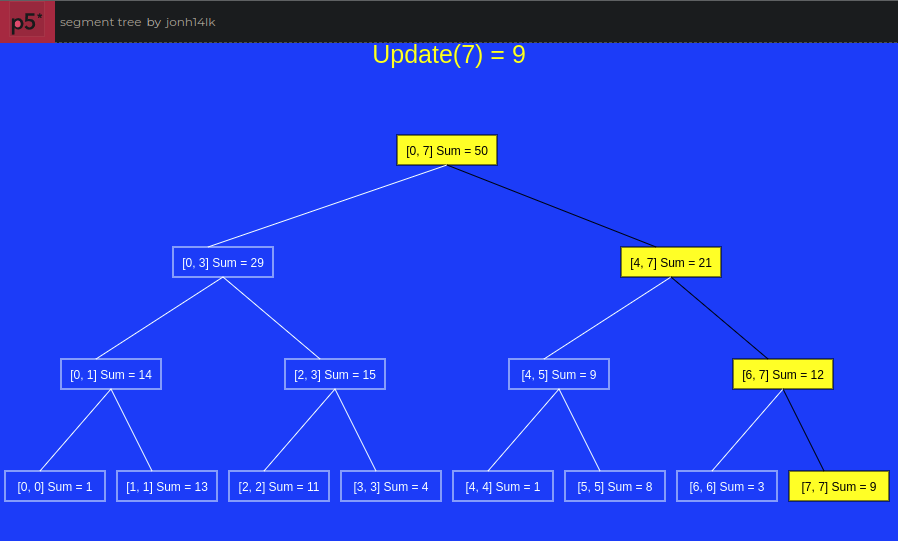 p5* segment tree by jonh14lk
Update(7) = 9
[0, 7] Sum = 50
[0, 3] Sum = 29
[4, 7] Sum = 21
[0, 1] Sum = 14
[2, 3] Sum = 15
[4, 5] Sum = 9
[6, 7] Sum = 12
[0, 0] Sum = 1
[1, 1] Sum = 13
[2, 2] Sum = 11
[3, 3] Sum = 4
[4, 4] Sum = 1
[5, 5] Sum = 8
[6, 6] Sum = 3
[7, 7] Sum = 9